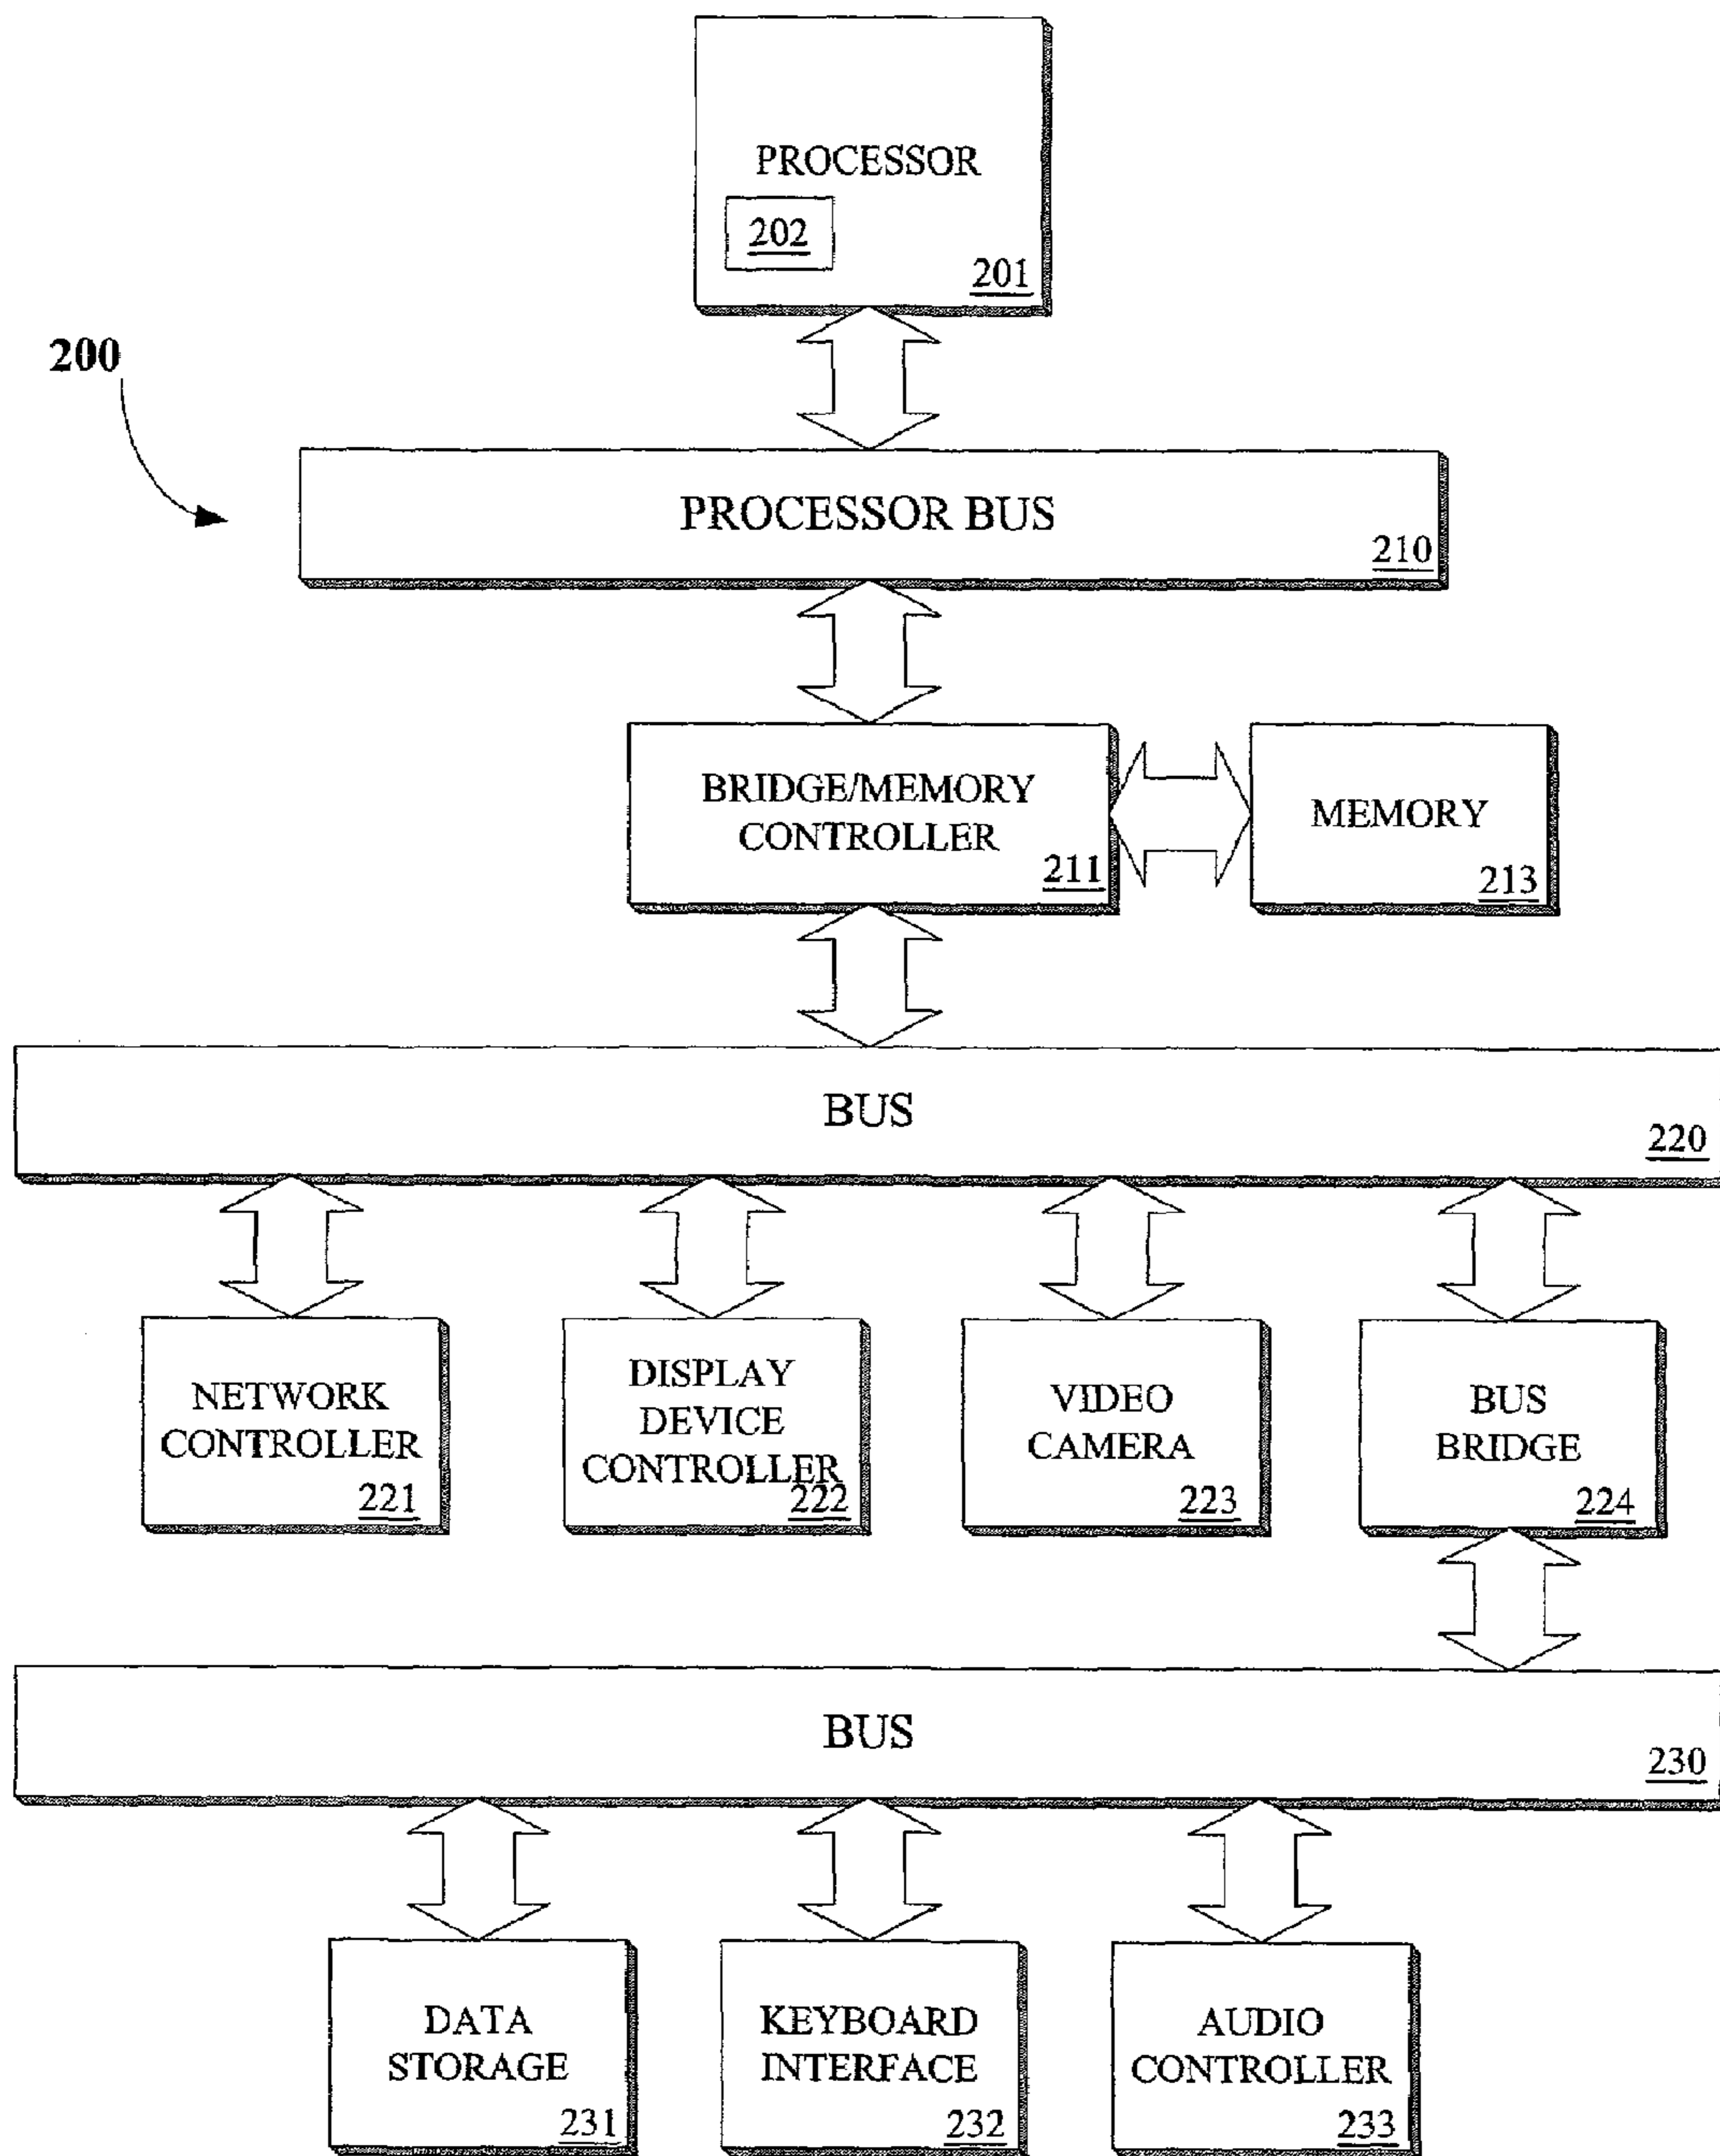 PROCESSOR
202
201
200
PROCESSOR BUS
210
BRIDGE/MEMORY
CONTROLLER
211
MEMORY
213
BUS
220
NETWORK
CONTROLLER
221
DISPLAY
DEVICE
CONTROLLER
222
VIDEO
CAMERA
223
BUS
BRIDGE
224
BUS
230
DATA
STORAGE
231
KEYBOARD
INTERFACE
232
AUDIO
CONTROLLER
233